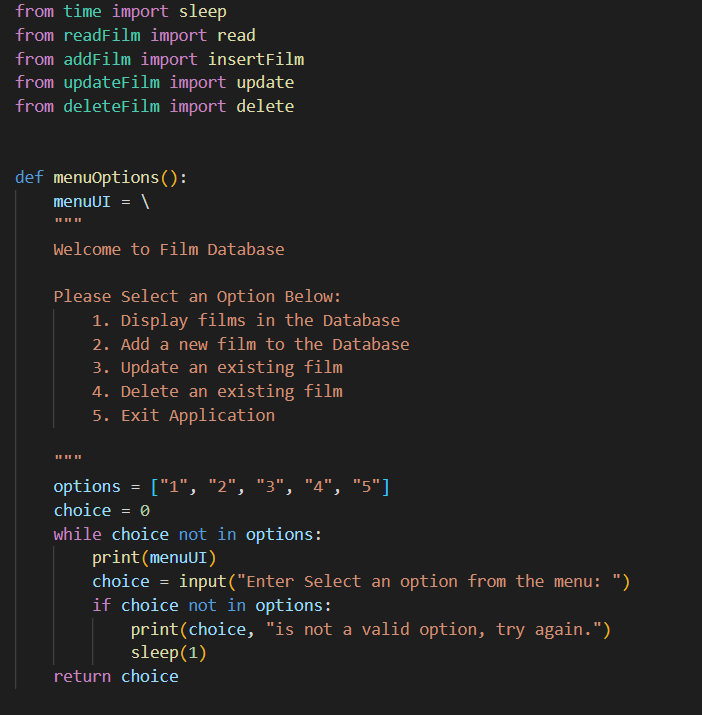 from time import sleep
from readFilm import read
from addFilm import insertFilm
from updateFilm import update
from deleteFilm import delete
def menuOptions():
    menuUI = \
    """
    Welcome to Film Database
    Please Select an Option Below:
        1. Display films in the Database
        2. Add a new film to the Database
        3. Update an existing film
        4. Delete an existing film
        5. Exit Application
    """
    options = ["1", "2", "3", "4", "5"]
    choice = 0
    while choice not in options:
        print(menuUI)
        choice = input("Enter Select an option from the menu: ")
        if choice not in options:
            print(choice, "is not a valid option, try again.")
            sleep(1)
    return choice